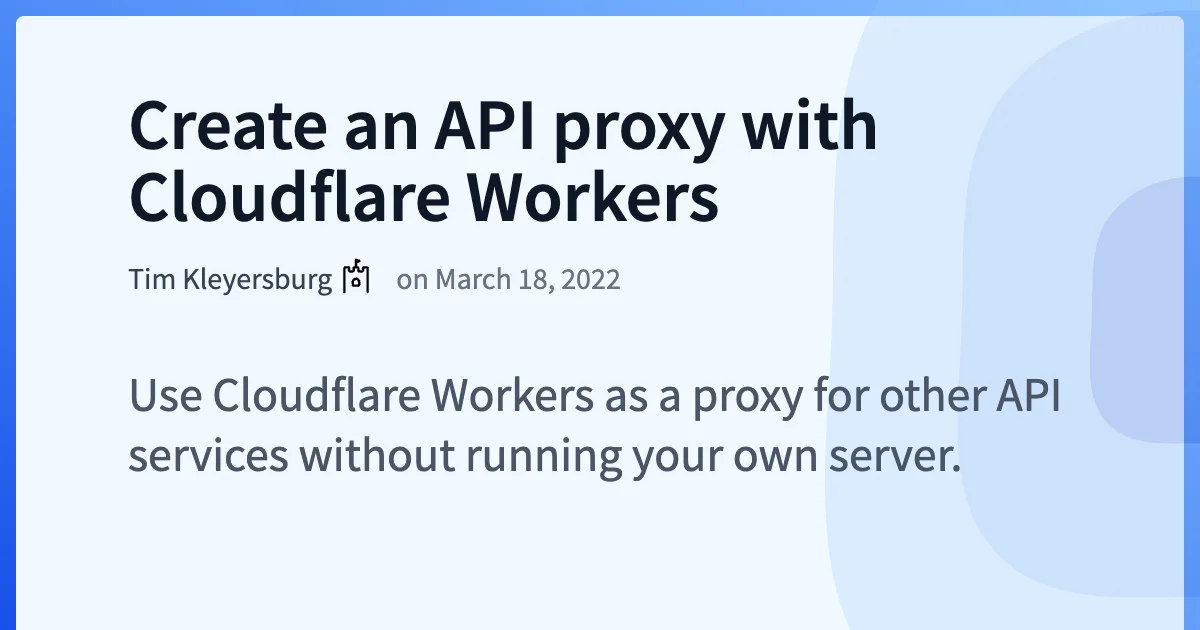 Create an API proxy with
Cloudflare Workers
Tim Kleyersburg on March 18, 2022
Use Cloudflare Workers as a proxy for other API
services without running your own server.